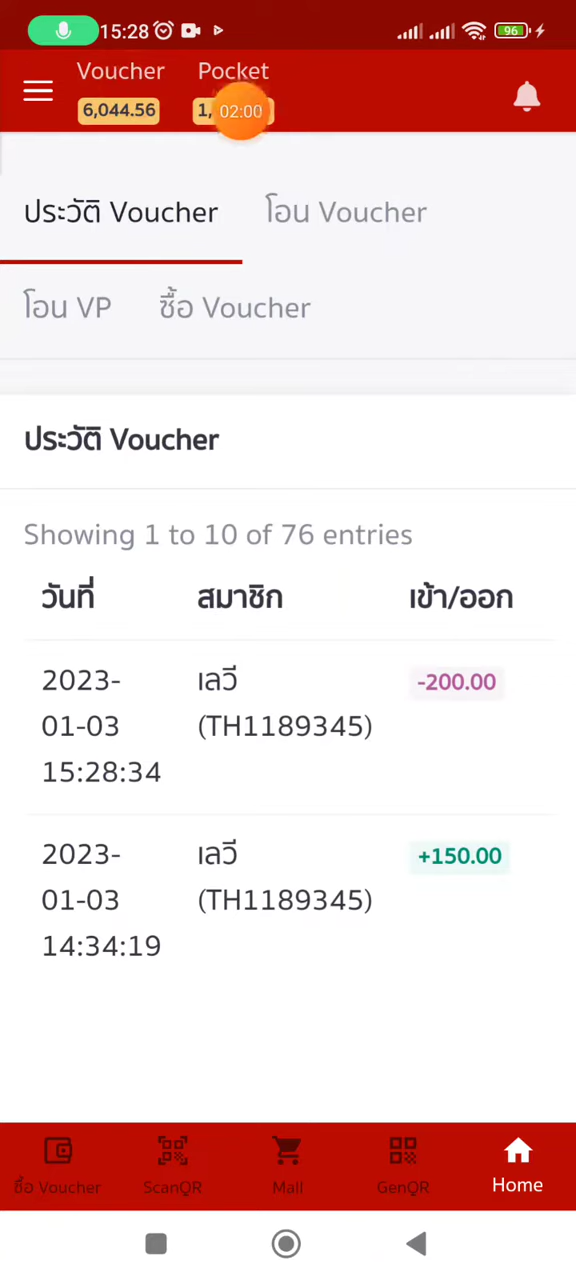 15:28
96
Voucher Pocket
6,044.56 1, 02:00
ประวัติ Voucher โอน Voucher
โอน VP ซื้อ Voucher
ประวัติ Voucher
Showing 1 to 10 of 76 entries
วันที่ สมาชิก เข้า/ออก
2023- เลวี -200.00
01-03 (TH1189345)
15:28:34
2023- เลวี +150.00
01-03 (TH1189345)
14:34:19
ซื้อ Voucher ScanQR Mall GenQR Home